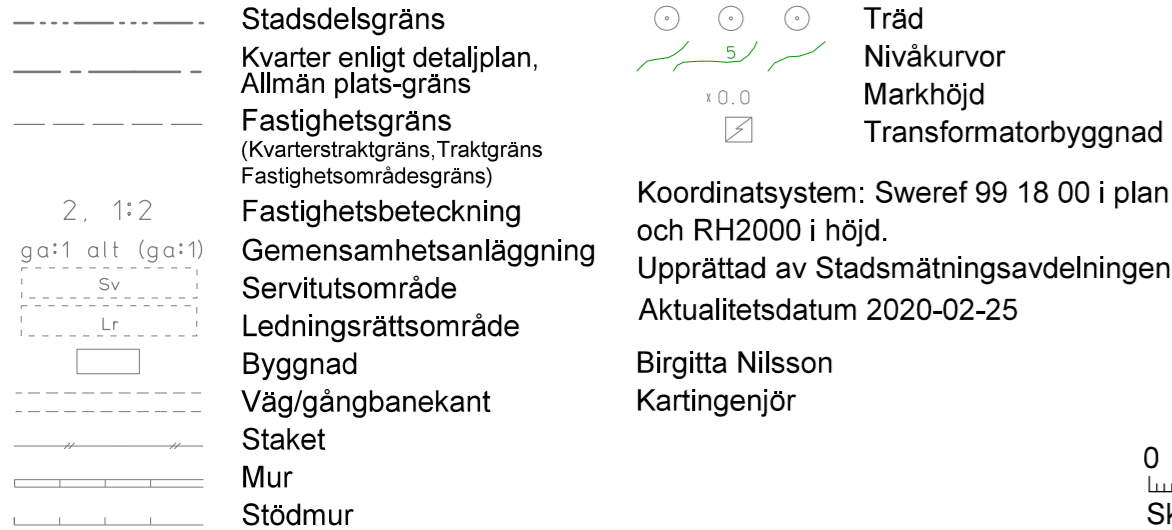 Stadsdelsgräns
Kvarter enligt detaljplan,
Allmän plats-gräns
Fastighetsgräns
(Kvarterstraktgräns,Traktgräns
Fastighetsområdesgräns)
2, 1:2 Fastighetsbeteckning
ga:1 alt (ga:1) Gemensamhetsanläggning
Sv Servitutsområde
Lr Ledningsrättsområde
Byggnad
Väg/gångbanekant
Staket
Mur
Stödmur
Träd
5 Nivåkurvor
x 0.0 Markhöjd
Transformatorbyggnad
Koordinatsystem: Sweref 99 18 00 i plan
och RH2000 i höjd.
Upprättad av Stadsmätningsavdelningen
Aktualitetsdatum 2020-02-25
Birgitta Nilsson
Kartingenjör
0